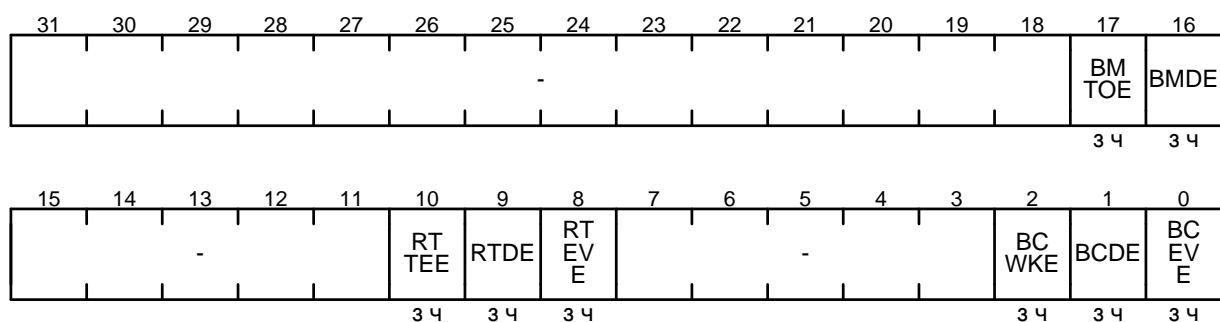 31 30 29 28 27 26 25 24 23 22 21 20 19 18 17 16
- BM TOE BMDE
з ч з ч
15 14 13 12 11 10 9 8 7 6 5 4 3 2 1 0
- RT TEE RTDE RT EV E - BC WKE BCDE BC EV E
з ч з ч з ч з ч з ч з ч